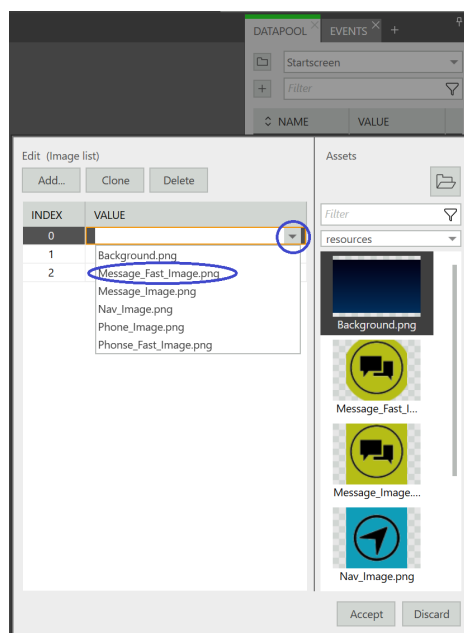 DATAPOOL EVENTS +
Startscreen
+ Filter
NAME VALUE
Edit (Image list)
Add... Clone Delete
INDEX VALUE
0
1
2
Background.png
Message_Fast_Image.png
Message_Image.png
Nav_Image.png
Phone_Image.png
Phonse_Fast_Image.png
Assets
Filter
resources
Background.png
Message_Fast_I...
Message_Image....
Nav_Image.png
Accept Discard